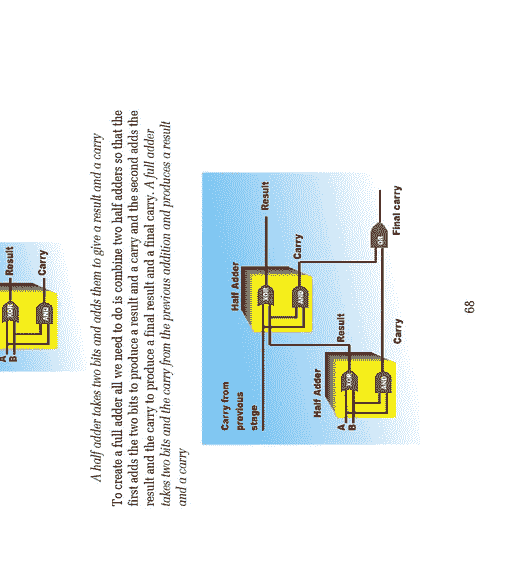 A
B
XOR
AND
Result
Carry
A half adder takes two bits and adds them to give a result and a carry
To create a full adder all we need to do is combine two half adders so that the
first adds the two bits to produce a result and a carry and the second adds the
result and the carry to produce a final result and a final carry. A full adder
takes two bits and the carry from the previous addition and produces a result
and a carry
Carry from
previous
stage
Half Adder
XOR
AND
Result
Carry
Half Adder
A
B
XOR
AND
Result
Carry
OR
Final carry
68